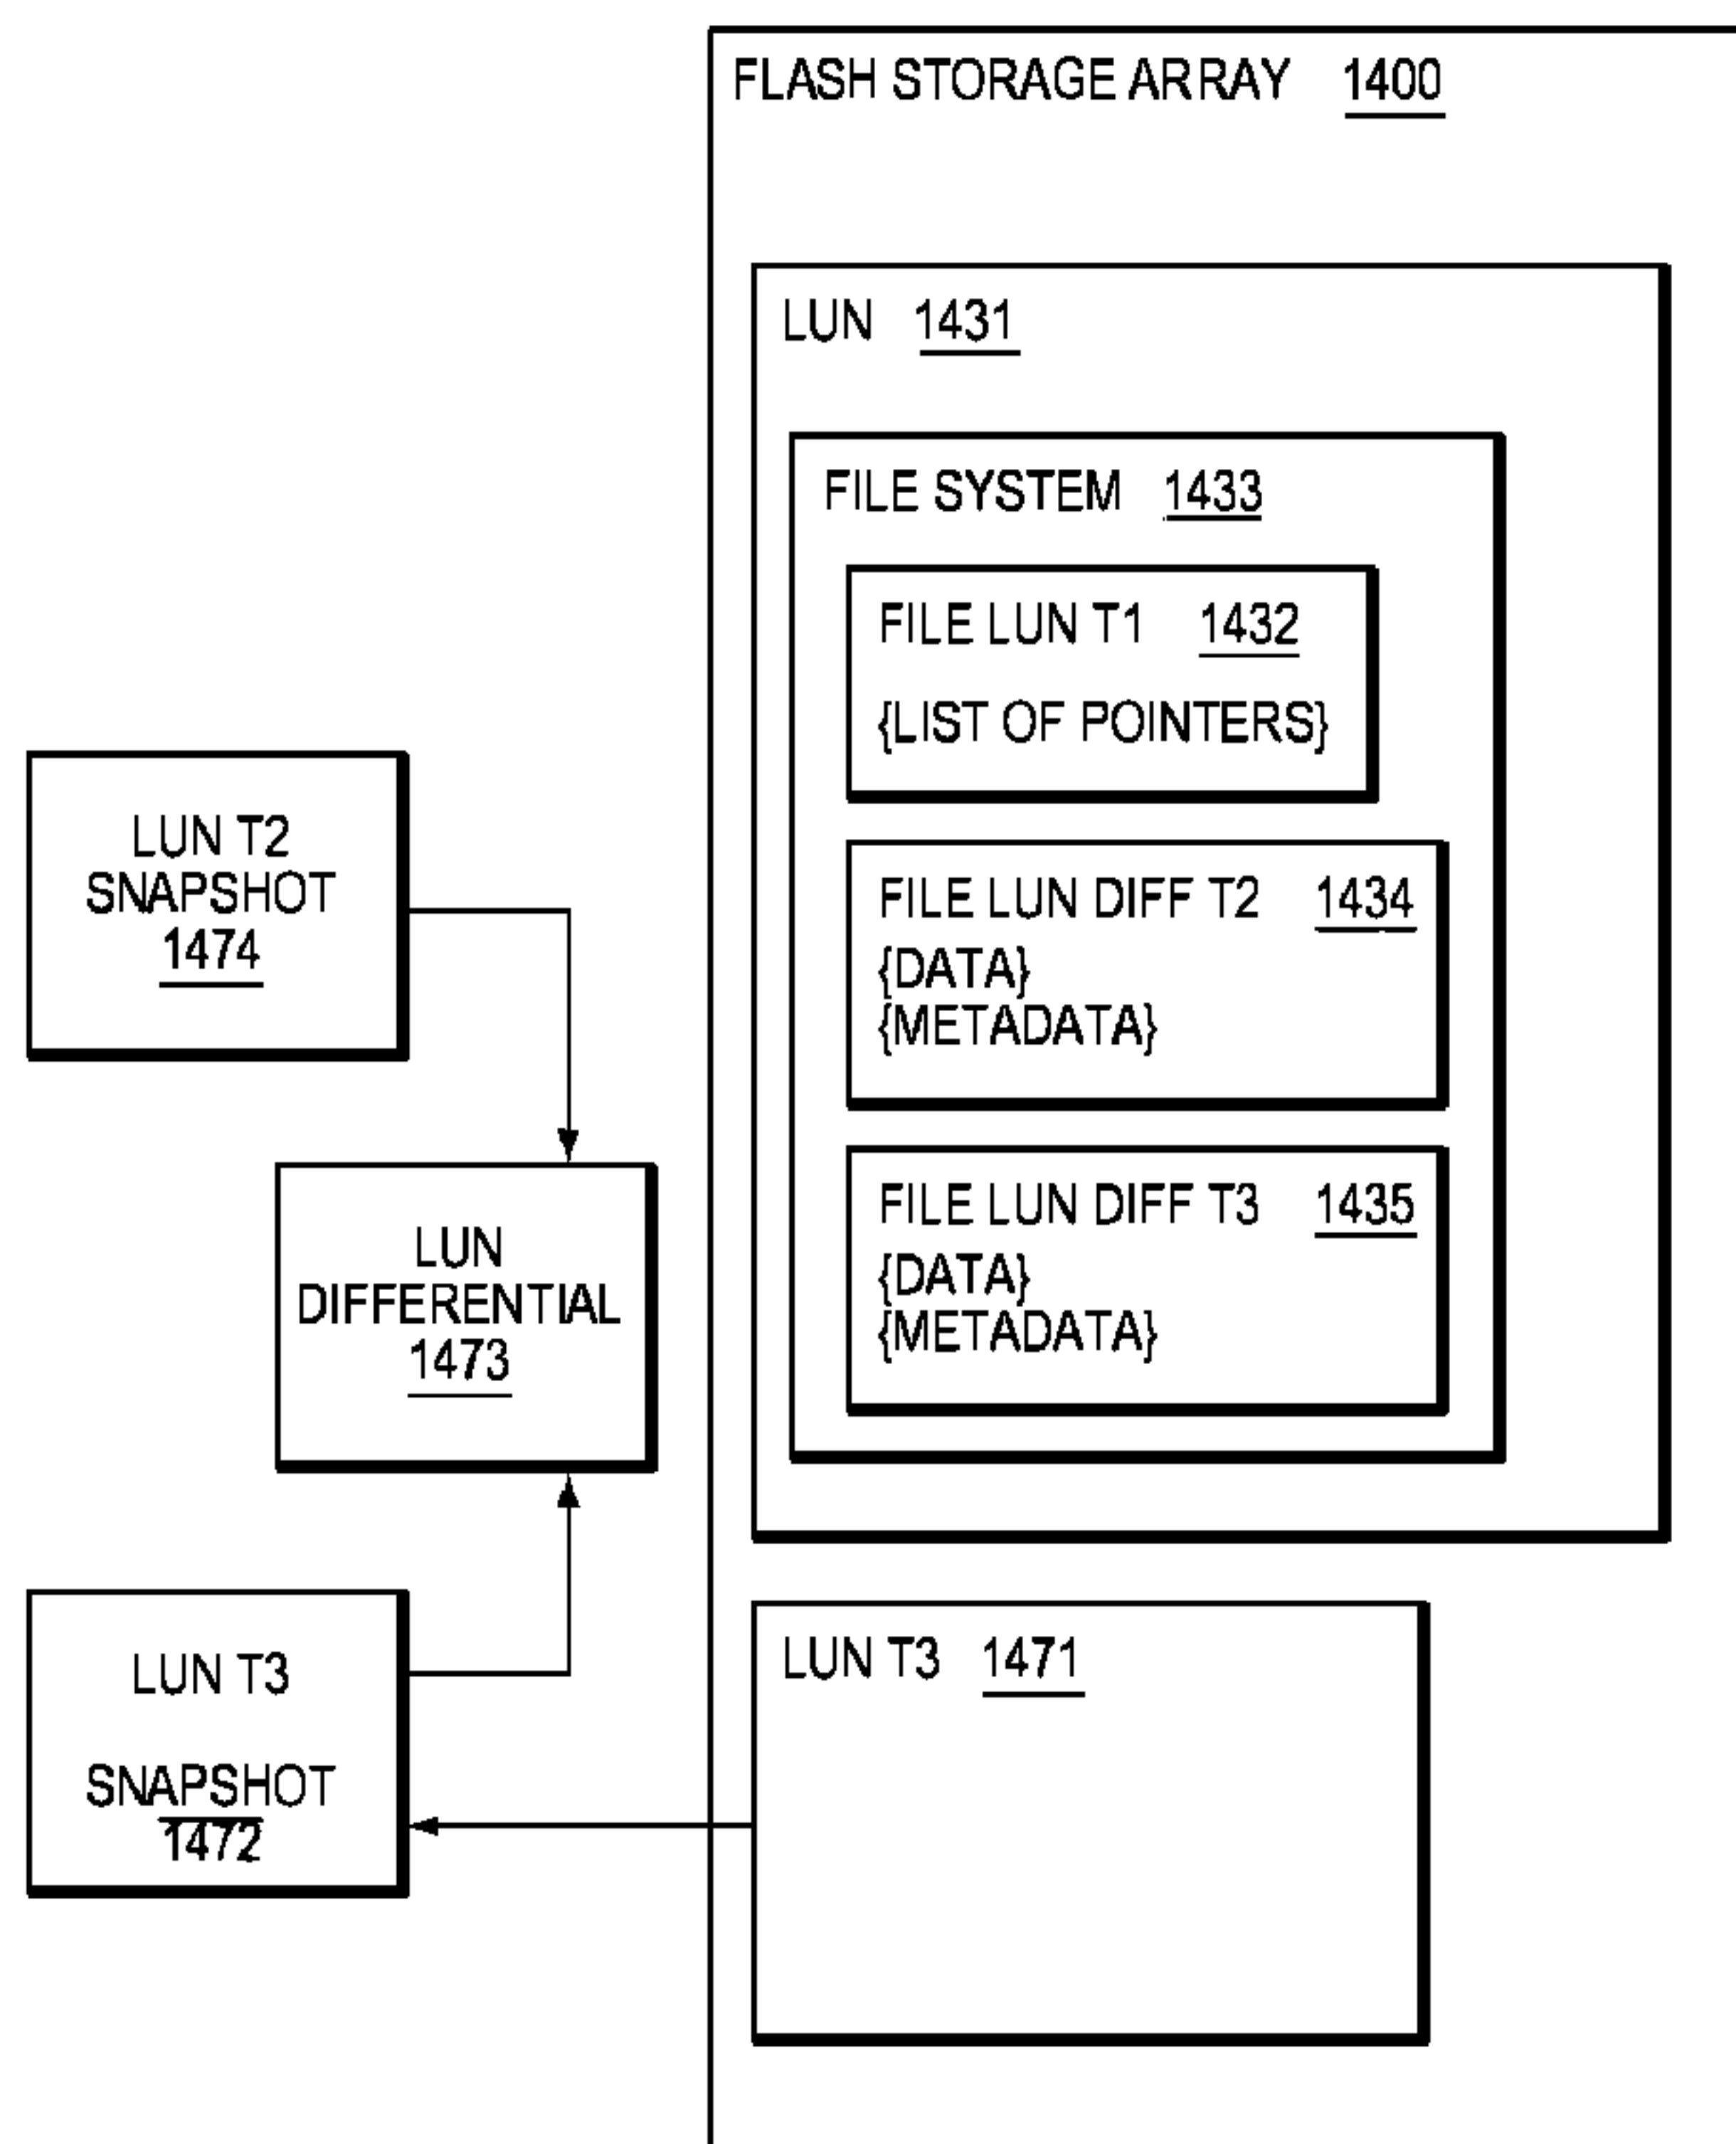 FLASH STORAGE ARRAY 1400
LUN 1431
FILE SYSTEM 1433
FILE LUN T1 1432
{LIST OF POINTERS}
FILE LUN DIFF T2 1434
{DATA}
{METADATA}
FILE LUN DIFF T3 1435
{DATA}
{METADATA}
LUN T2
SNAPSHOT
1474
LUN
DIFFERENTIAL
1473
LUN T3
SNAPSHOT
1472
LUN T3 1471